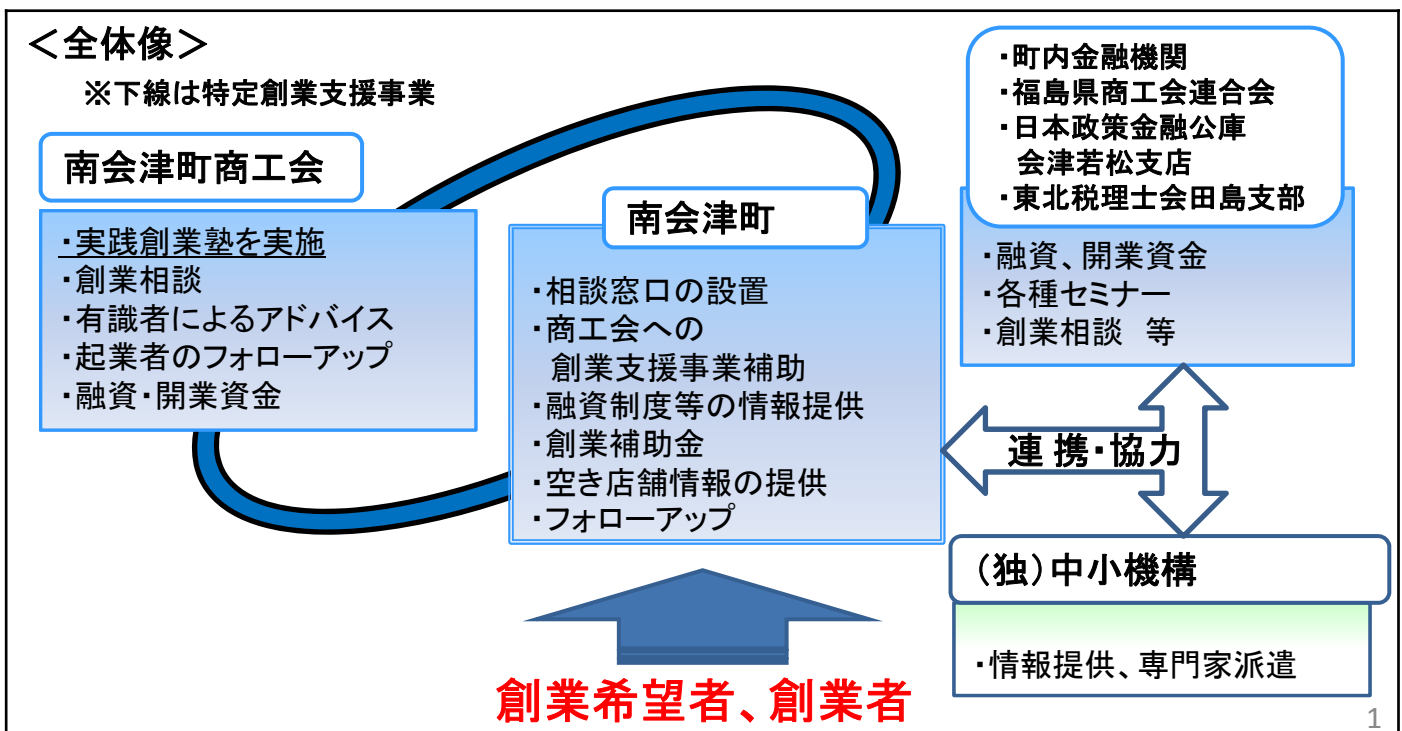 ＜全体像＞
※下線は特定創業支援事業
南会津町商工会
・実践創業塾を実施
・創業相談
・有識者によるアドバイス
・起業者のフォローアップ
・融資・開業資金
南会津町
・相談窓口の設置
・商工会への
創業支援事業補助
・融資制度等の情報提供
・創業補助金
・空き店舗情報の提供
・フォローアップ
・町内金融機関
・福島県商工会連合会
・日本政策金融公庫
会津若松支店
・東北税理士会田島支部
・融資、開業資金
・各種セミナー
・創業相談　等
連携・協力
（独）中小機構
・情報提供、専門家派遣
創業希望者、創業者
1